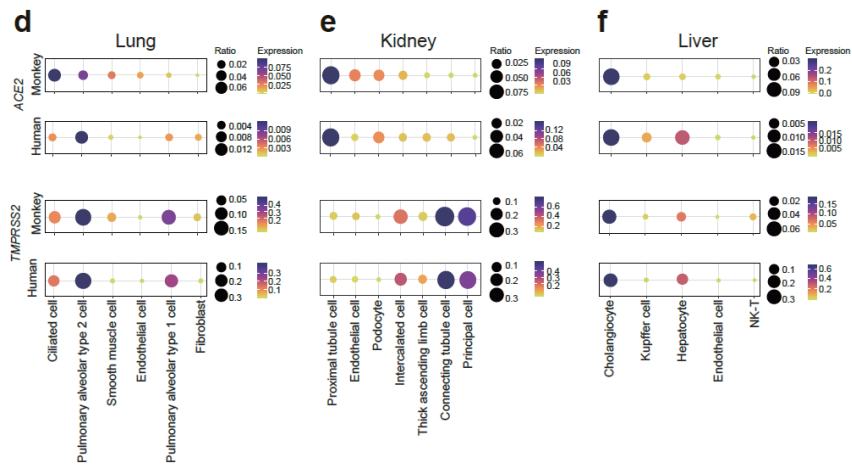 d
Lung
Ratio Expression
ACE2
Monkey
0.02
0.04
0.06
0.075
0.050
0.025
Human
0.004
0.008
0.012
0.009
0.006
0.003
TMPRSS2
Monkey
0.05
0.10
0.15
0.4
0.3
0.2
Human
0.1
0.2
0.3
0.3
0.2
0.1
Ciliated cell
Pulmonary alveolar type 2 cell
Smooth muscle cell
Endothelial cell
Pulmonary alveolar type 1 cell
Fibroblast
e
Kidney
Ratio Expression
0.025
0.050
0.075
0.09
0.06
0.03
0.02
0.04
0.06
0.12
0.08
0.04
0.1
0.2
0.3
0.6
0.4
0.2
0.1
0.2
0.3
0.4
0.3
0.2
Proximal tubule cell
Endothelial cell
Podocyte
Intercalated cell
Thick ascending limb cell
Connecting tubule cell
Principal cell
f
Liver
Ratio Expression
0.03
0.06
0.09
0.2
0.1
0.0
0.005
0.010
0.015
0.015
0.010
0.005
0.02
0.04
0.06
0.15
0.10
0.05
0.1
0.2
0.3
0.6
0.4
0.2
Cholangiocyte
Kupffer cell
Hepatocyte
Endothelial cell
NK-T